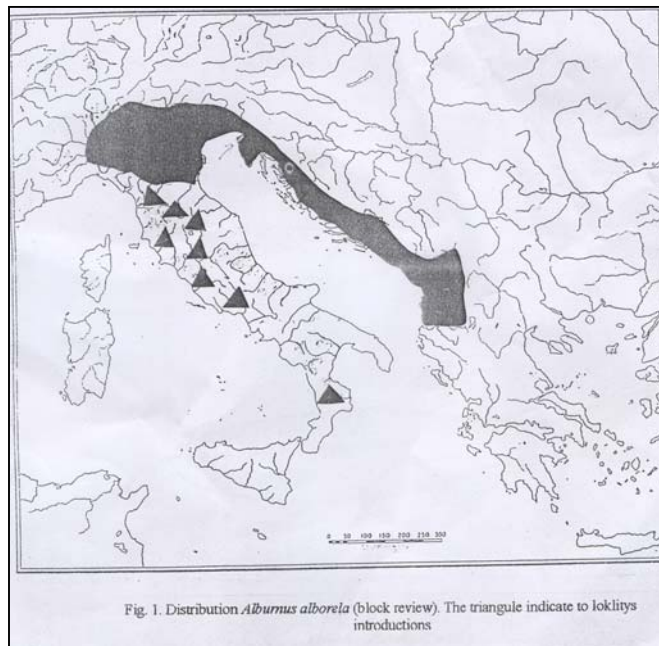 0 50 100 150 200 250 300
Fig. 1. Distribution Alburnus alborela (block review). The triangule indicate to loklitys
introductions